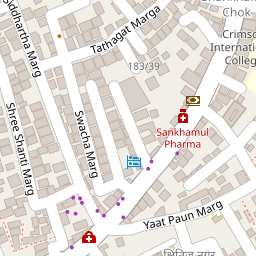 Chok
Crimso
Internation
Colleg
Siddhartha Marg
Tathagat Marga
183/39
Sankhamul
Pharma
Swacha Marg
Shree Shanti Marg
Yaat Paun Marg